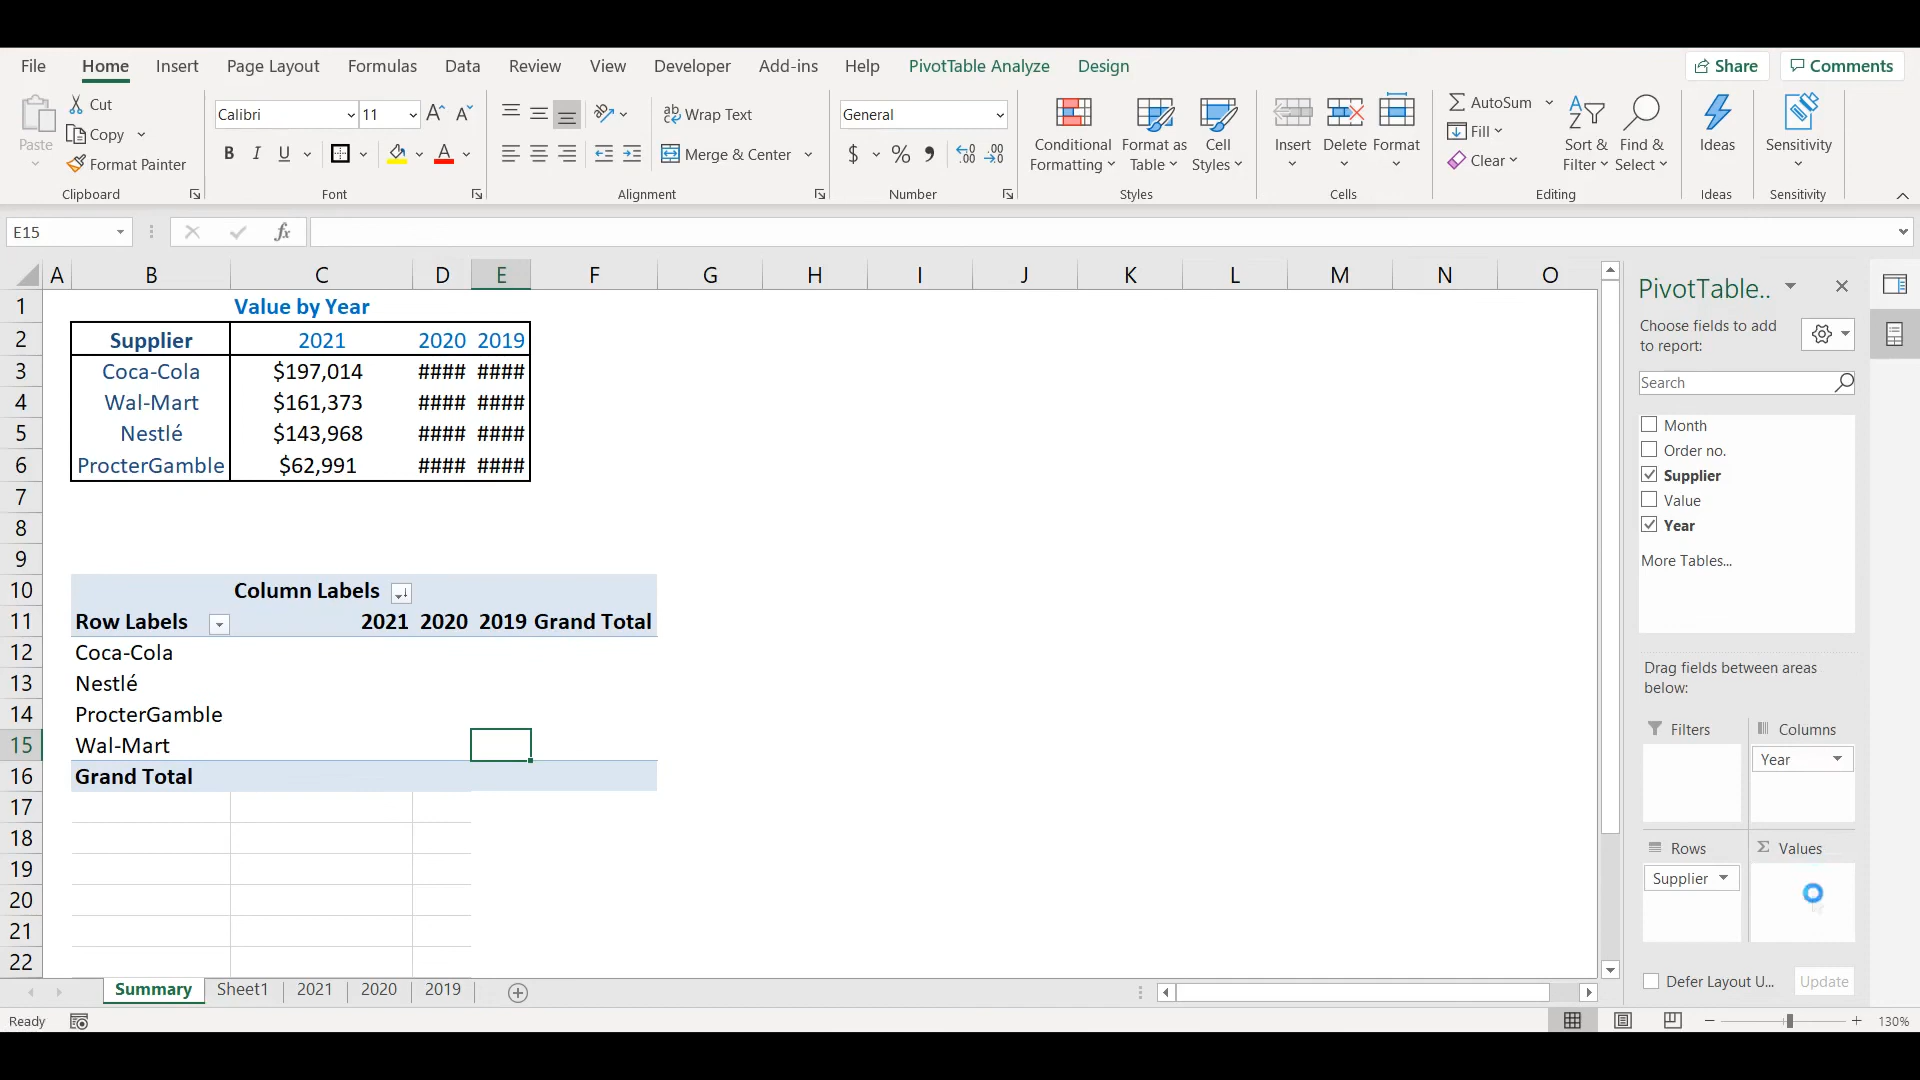 File Home Insert Page Layout Formulas Data Review View Developer Add-ins Help PivotTable Analyze Design Share Comments
Cut
Calibri 11 Wrap Text General AutoSum
Paste Copy Fill
Conditional Formatting Format as Table Cell Styles Insert Delete Format Sort & Filter Find & Select Ideas Sensitivity
Format Painter B I U Merge & Center $ % Clear
Clipboard Font Alignment Number Styles Cells Editing Ideas Sensitivity
E15 fx
A B C D E F G H I J K L M N O
1 Value by Year
2 Supplier 2021 2020 2019
3 Coca-Cola $197,014 #### ####
4 Wal-Mart $161,373 #### ####
5 Nestlé $143,968 #### ####
6 ProcterGamble $62,991 #### ####
7
8
9
10 Column Labels
11 Row Labels 2021 2020 2019 Grand Total
12 Coca-Cola
13 Nestlé
14 ProcterGamble
15 Wal-Mart
16 Grand Total
17
18
19
20
21
22
PivotTable..
Choose fields to add
to report:
Search
Month
Order no.
Supplier
Value
Year
More Tables...
Drag fields between areas
below:
Filters Columns
Year
Rows Values
Supplier
Defer Layout U... Update
Summary Sheet1 2021 2020 2019
Ready 130%